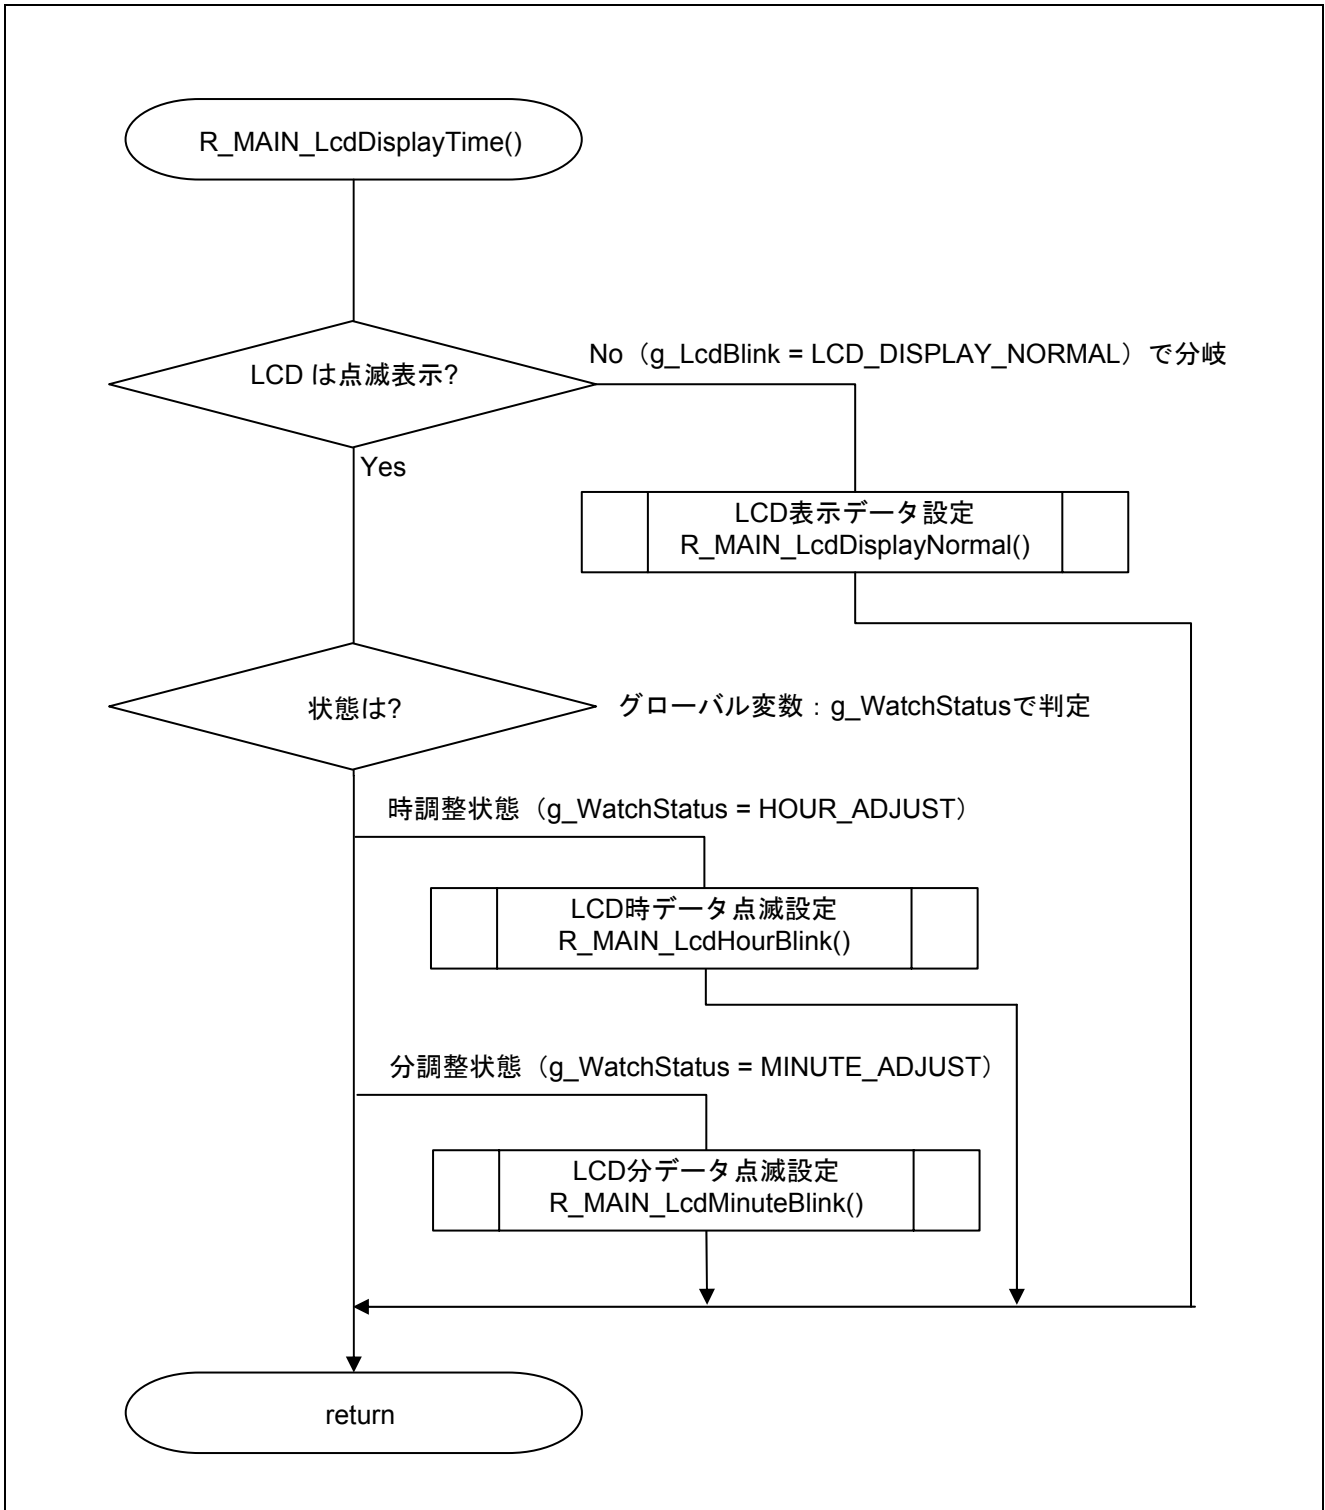 R_MAIN_LcdDisplayTime()
LCD は点滅表示?
No（g_LcdBlink = LCD_DISPLAY_NORMAL）で分岐
Yes
LCD表示データ設定
R_MAIN_LcdDisplayNormal()
状態は?
グローバル変数：g_WatchStatusで判定
時調整状態（g_WatchStatus = HOUR_ADJUST）
LCD時データ点滅設定
R_MAIN_LcdHourBlink()
分調整状態（g_WatchStatus = MINUTE_ADJUST）
LCD分データ点滅設定
R_MAIN_LcdMinuteBlink()
return